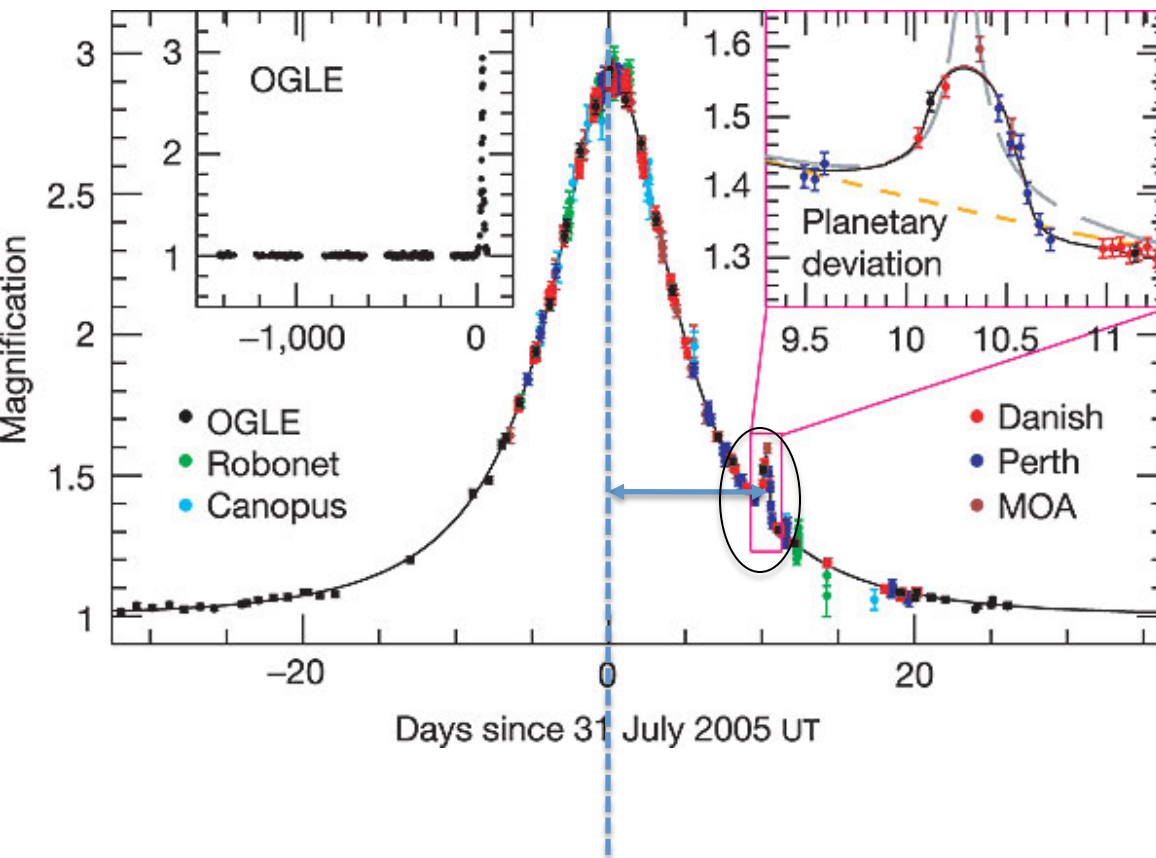 3
2.5
2
1.5
1
Magnification
OGLE
3
2
1
−1,000
0
1.6
1.5
1.4
1.3
Planetary
deviation
9.5
10
10.5
11
OGLE
Robonet
Canopus
Danish
Perth
MOA
−20
0
20
Days since 31 July 2005 UT